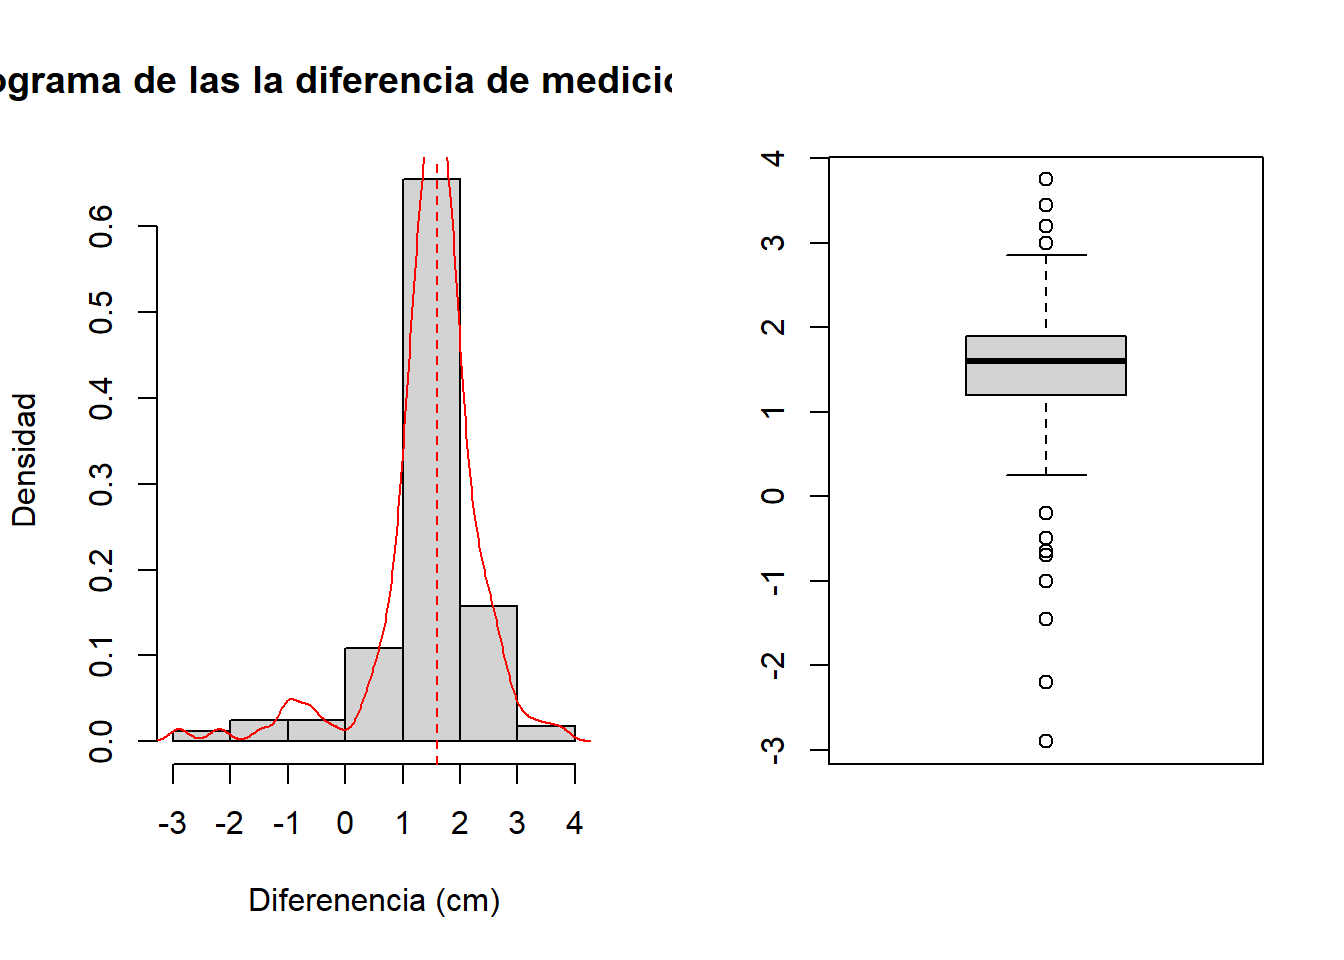 ograma de las la diferencia de medicio
Densidad
0.0 0.1 0.2 0.3 0.4 0.5 0.6
-3 -2 -1 0 1 2 3 4
Diferenencia (cm)
-3 -2 -1 0 1 2 3 4